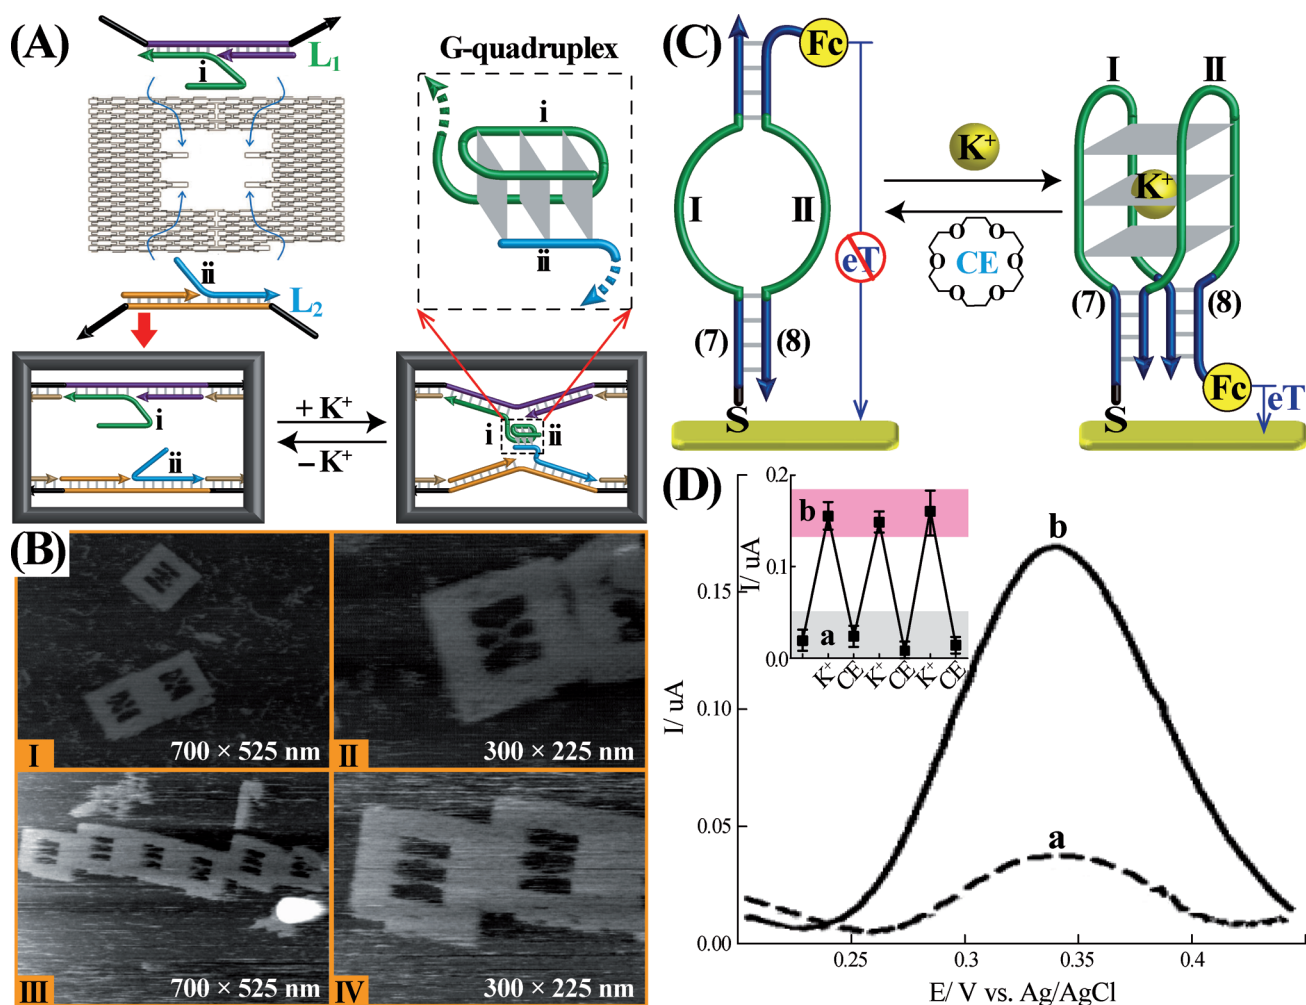 (A)
L1
i
ii
L2
G-quadruplex
i
ii
i
ii
+ K+
– K+
i
ii
(B)
I
700 × 525 nm
II
300 × 225 nm
III
700 × 525 nm
IV
300 × 225 nm
(C)
Fc
I
II
eT
(7)
(8)
S
K+
O
O
O
O
O
O
CE
I
II
K+
(7)
(8)
Fc
eT
S
(D)
I/ uA
0.2
0.1
0.0
b
a
K+
CE
K+
CE
K+
CE
b
a
I/ uA
0.15
0.10
0.05
0.00
0.25
0.3
0.35
0.4
E/ V vs. Ag/AgCl